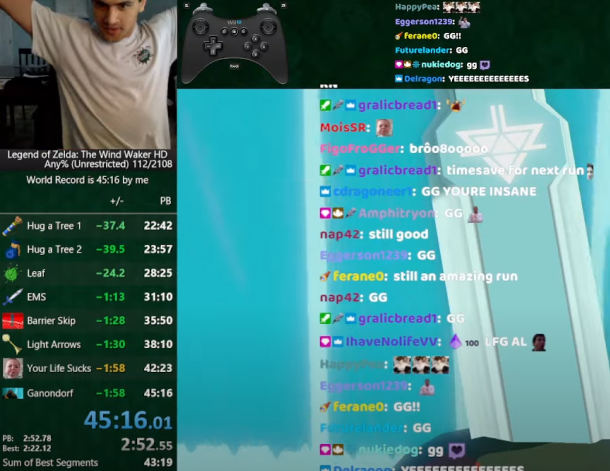 HappyPea:
Eggerson1239:
ferane0: GG!!
Futurelander: GG
nukiedog: gg
Delragon: YEEEEEEEEEEEEES
Wii U
Legend of Zelda: The Wind Waker HD
Any% (Unrestricted) 112/2108
World Record is 45:16 by me
+/- PB
Hug a Tree 1 −37.4 22:42
Hug a Tree 2 −39.5 23:57
Leaf −24.2 28:25
EMS −1:13 31:10
Barrier Skip −1:28 35:50
Light Arrows −1:30 38:10
Your Life Sucks −1:58 42:23
Ganondorf −1:58 45:16
45:16.01
PB: 2:52.78
Best: 2:22.12
2:52.55
Sum of Best Segments 43:19
gralicbread1:
MoisSR:
FigoFroGGer: brôo8ooooo
gralicbread1: timesave for next run
cdragoneer1: GG YOURE INSANE
Amphitryon: GG
nap42: still good
Eggerson1239: GG
ferane0: still an amazing run
nap42: GG
gralicbread1: GG
IhaveNolifeVV: 100 LFG AL
HappyPea:
Eggerson1239:
ferane0: GG!!
Futurelander: GG
nukiedog: gg
Delragon: YEEEEEEEEEEEEES